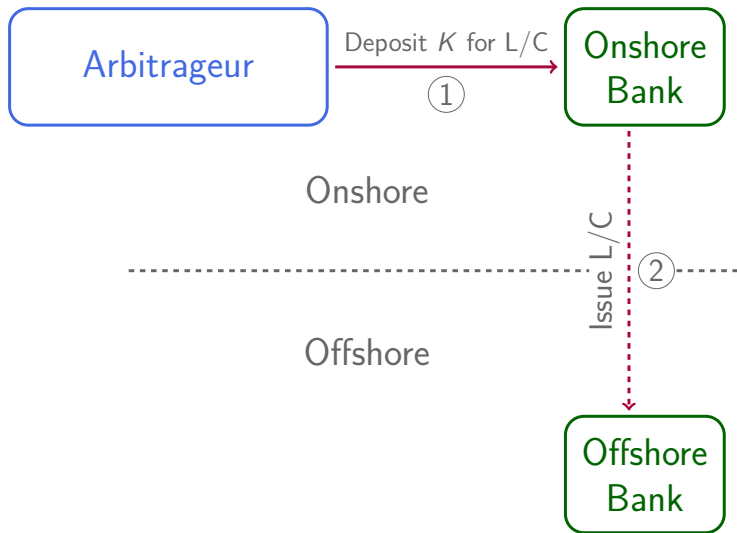 Arbitrageur
Deposit K for L/C
1
Onshore
Bank
Onshore
Issue L/C
2
Offshore
Offshore
Bank